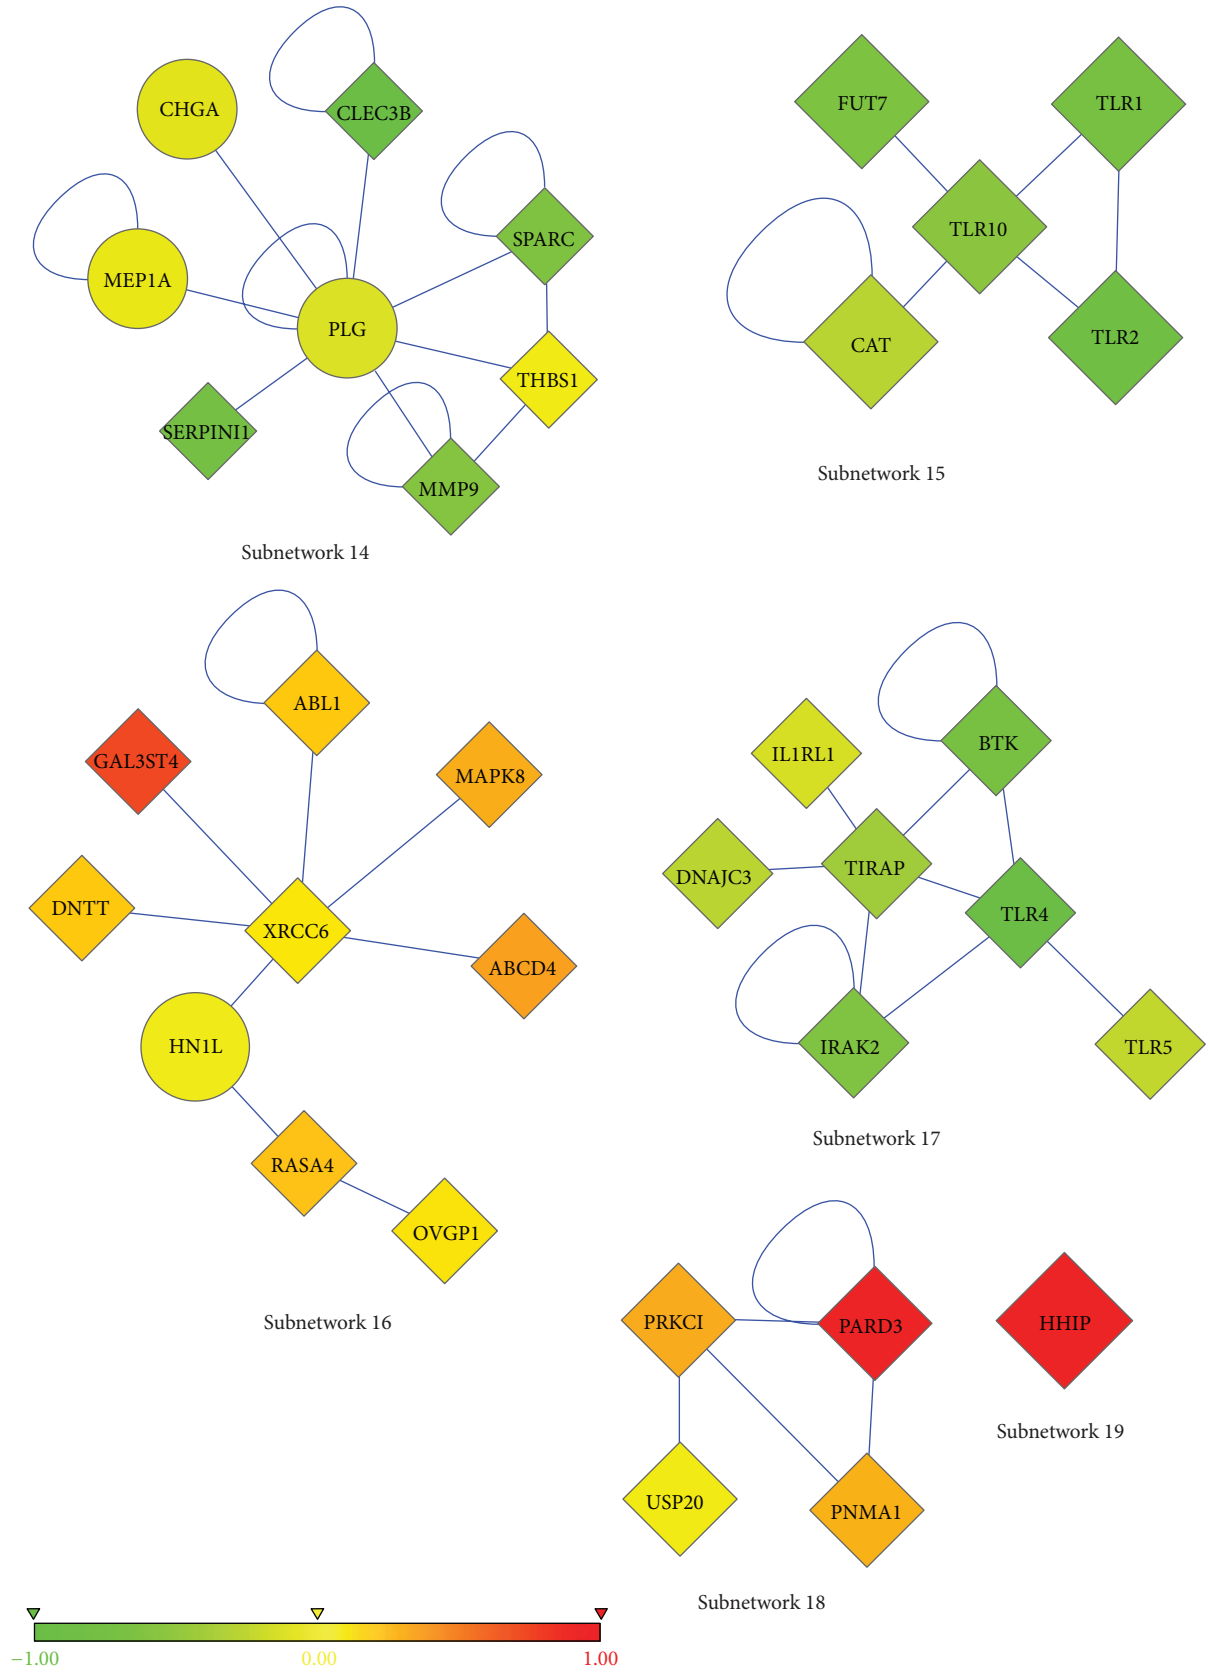 CHGA
CLEC3B
SPARC
MEP1A
PLG
THBS1
SERPINI1
MMP9
Subnetwork 14
FUT7
TLR1
TLR10
CAT
TLR2
Subnetwork 15
ABL1
GAL3ST4
MAPK8
DNTT
XRCC6
ABCD4
HN1L
RASA4
OVGP1
Subnetwork 16
BTK
IL1RL1
TIRAP
DNAJC3
TLR4
IRAK2
TLR5
Subnetwork 17
PRKCI
PARD3
USP20
PNMA1
Subnetwork 18
HHIP
Subnetwork 19
−1.00 0.00 1.00